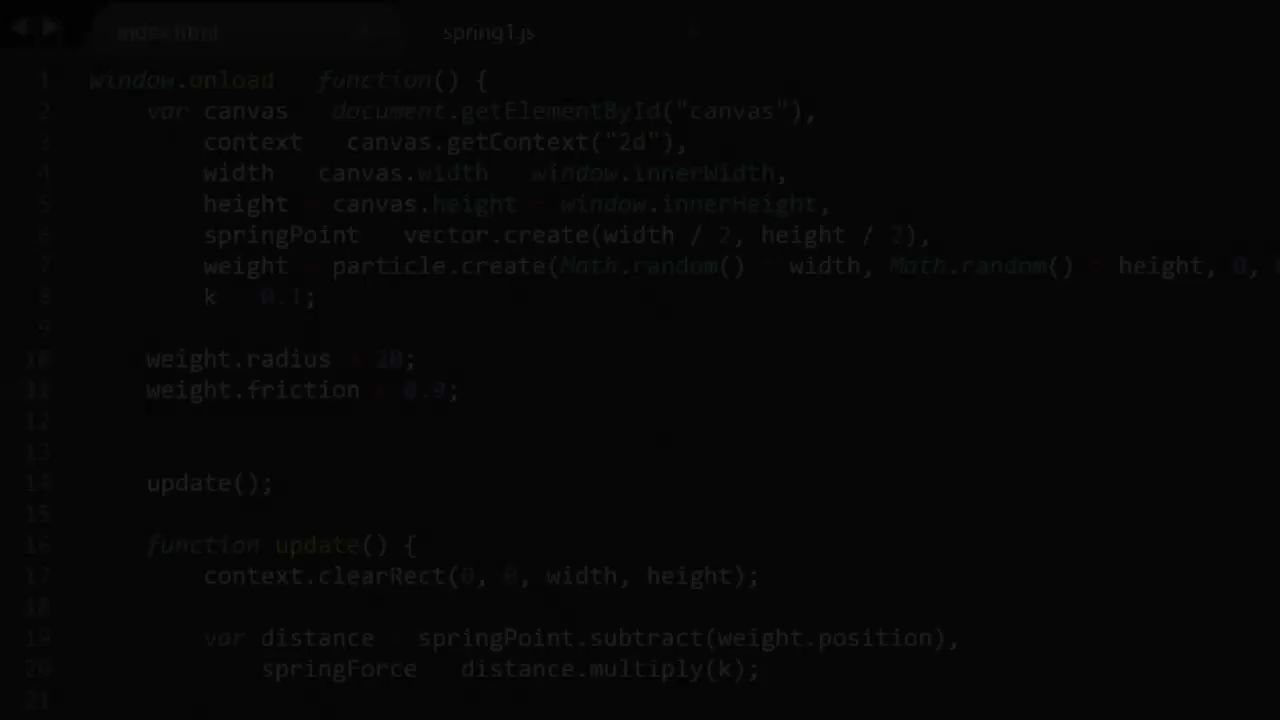 index.html spring1.js
1 window.onload = function() {
2 var canvas = document.getElementById("canvas"),
3 context = canvas.getContext("2d"),
4 width = canvas.width = window.innerWidth,
5 height = canvas.height = window.innerHeight,
6 springPoint = vector.create(width / 2, height / 2),
7 weight = particle.create(Math.random() * width, Math.random() * height, 0,
8 k = 0.1;
9
10 weight.radius = 20;
11 weight.friction = 0.9;
12
13
14 update();
15
16 function update() {
17 context.clearRect(0, 0, width, height);
18
19 var distance = springPoint.subtract(weight.position),
20 springForce = distance.multiply(k);
21